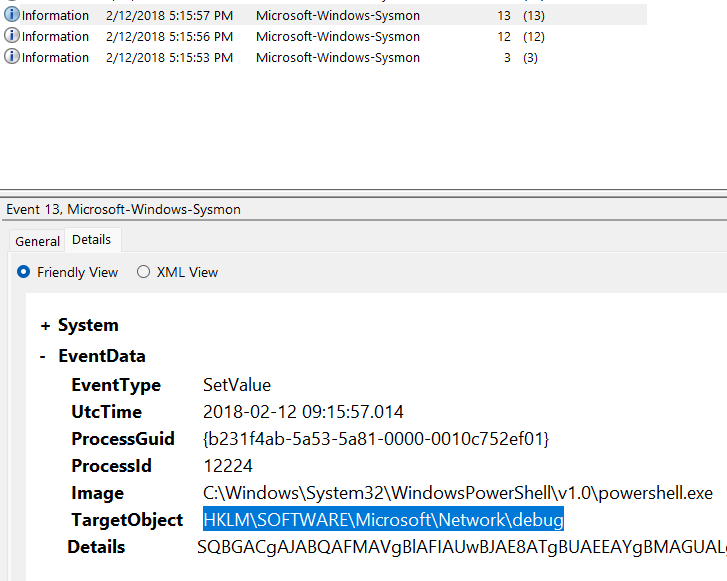 Information 2/12/2018 5:15:57 PM Microsoft-Windows-Sysmon 13 (13)
Information 2/12/2018 5:15:56 PM Microsoft-Windows-Sysmon 12 (12)
Information 2/12/2018 5:15:53 PM Microsoft-Windows-Sysmon 3 (3)
Event 13, Microsoft-Windows-Sysmon
General Details
Friendly View XML View
+ System
- EventData
EventType SetValue
UtcTime 2018-02-12 09:15:57.014
ProcessGuid {b231f4ab-5a53-5a81-0000-0010c752ef01}
ProcessId 12224
Image C:\Windows\System32\WindowsPowerShell\v1.0\powershell.exe
TargetObject HKLM\SOFTWARE\Microsoft\Network\debug
Details